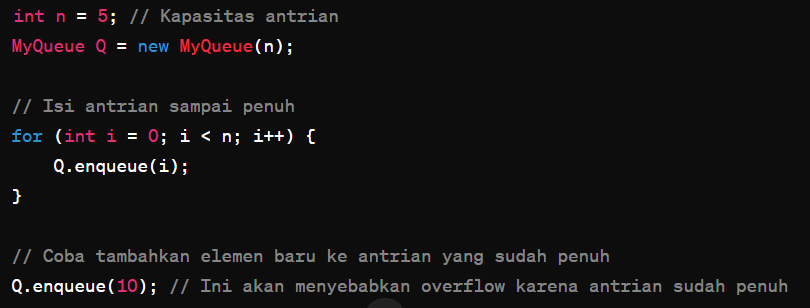 int n = 5; // Kapasitas antrian
MyQueue Q = new MyQueue(n);
// Isi antrian sampai penuh
for (int i = 0; i < n; i++) {
    Q.enqueue(i);
}
// Coba tambahkan elemen baru ke antrian yang sudah penuh
Q.enqueue(10); // Ini akan menyebabkan overflow karena antrian sudah penuh